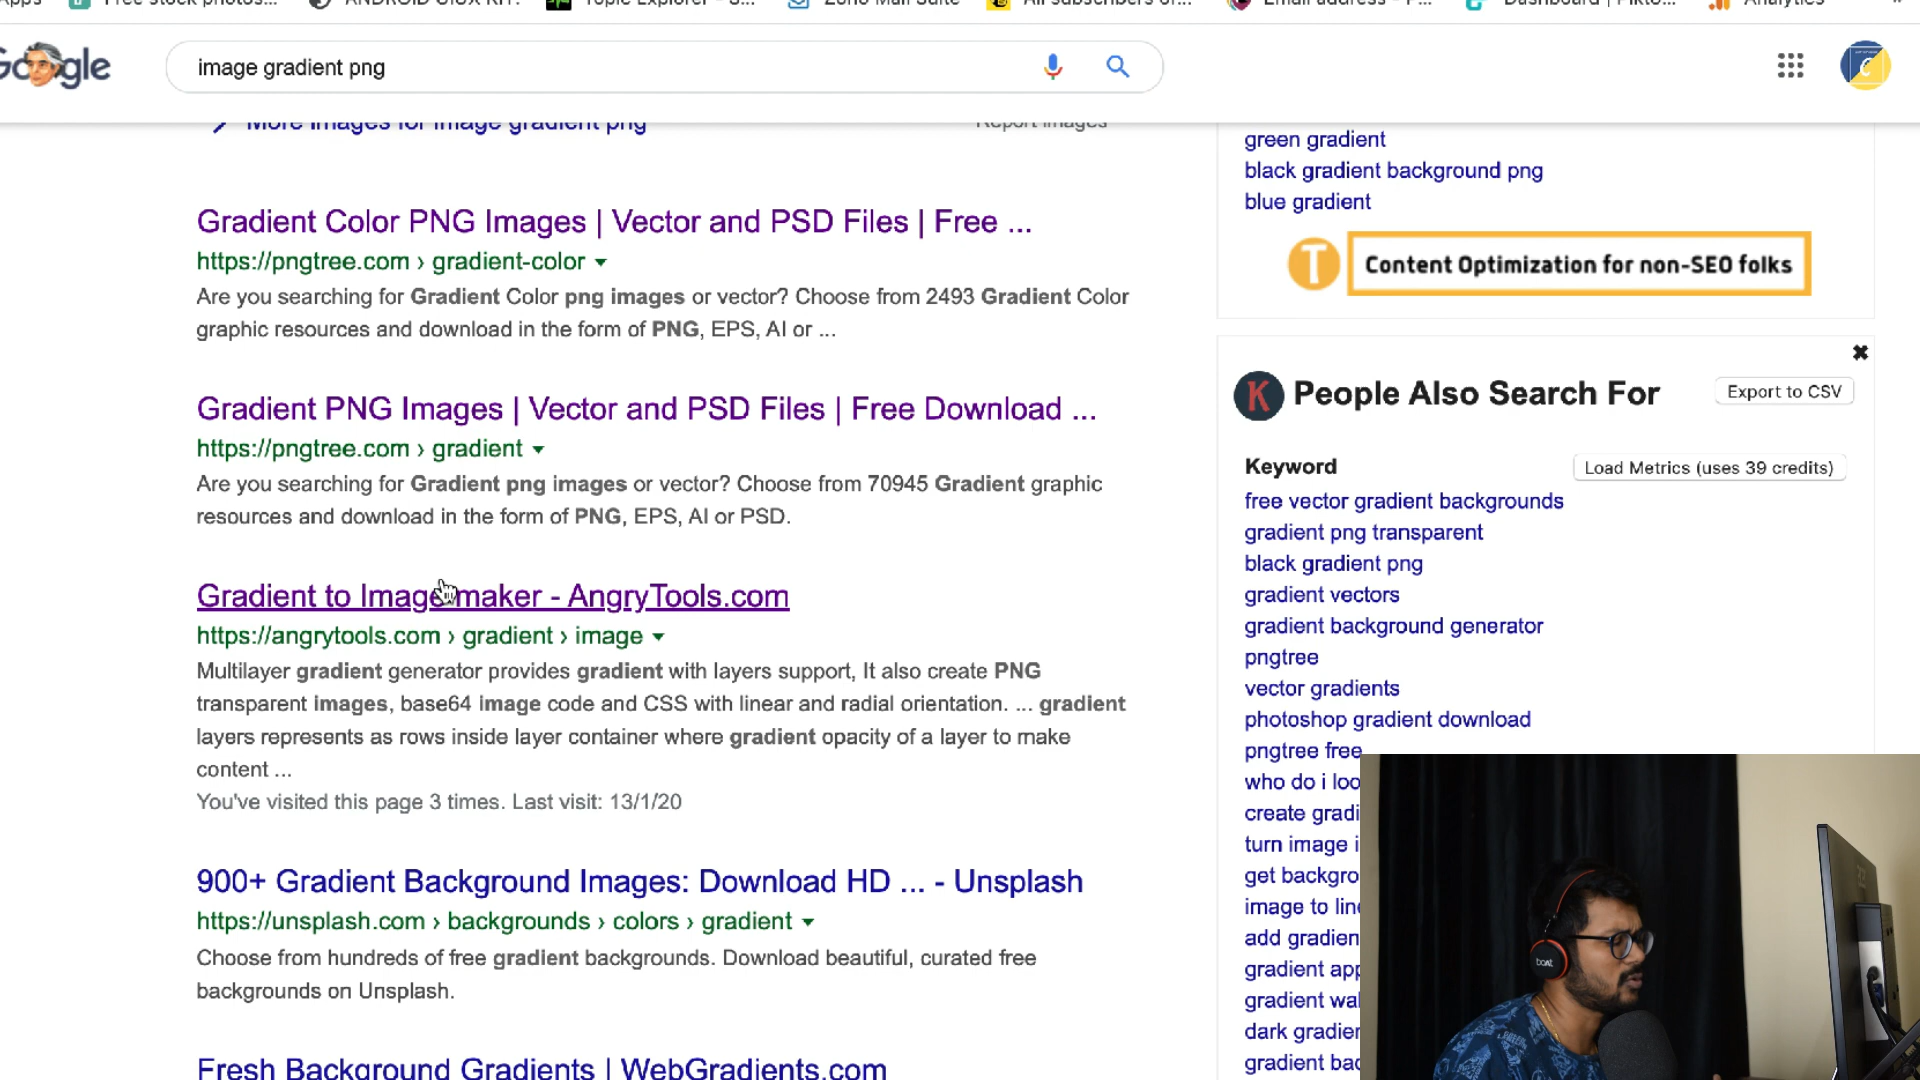 Apps
Free stock photos...
ANDROID UI/UX KIT:
Topic Explorer - S...
Zoho Mail Suite
All subscribers of...
Email address - P...
Dashboard | Pikto...
Analytics
Google
image gradient png
More images for image gradient png
Report images
Gradient Color PNG Images | Vector and PSD Files | Free ...
https://pngtree.com › gradient-color
Are you searching for Gradient Color png images or vector? Choose from 2493 Gradient Color
graphic resources and download in the form of PNG, EPS, AI or ...
Gradient PNG Images | Vector and PSD Files | Free Download ...
https://pngtree.com › gradient
Are you searching for Gradient png images or vector? Choose from 70945 Gradient graphic
resources and download in the form of PNG, EPS, AI or PSD.
Gradient to Image maker - AngryTools.com
https://angrytools.com › gradient › image
Multilayer gradient generator provides gradient with layers support, It also create PNG
transparent images, base64 image code and CSS with linear and radial orientation. ... gradient
layers represents as rows inside layer container where gradient opacity of a layer to make
content ...
You've visited this page 3 times. Last visit: 13/1/20
900+ Gradient Background Images: Download HD ... - Unsplash
https://unsplash.com › backgrounds › colors › gradient
Choose from hundreds of free gradient backgrounds. Download beautiful, curated free
backgrounds on Unsplash.
Fresh Background Gradients | WebGradients.com
green gradient
black gradient background png
blue gradient
T Content Optimization for non-SEO folks
K People Also Search For
Export to CSV
Keyword
Load Metrics (uses 39 credits)
free vector gradient backgrounds
gradient png transparent
black gradient png
gradient vectors
gradient background generator
pngtree
vector gradients
photoshop gradient download
pngtree free
who do i
create
turn image
get
image to
add
gradient
gradient
dark
gradient
boAt